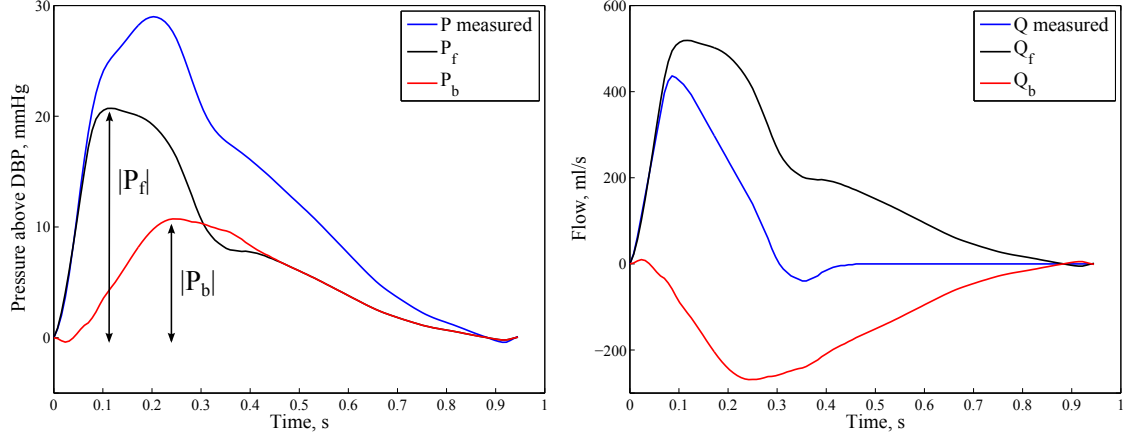 Pressure above DBP, mmHg
30
20
10
0
P measured
P_f
P_b
|P_f|
|P_b|
0 0.1 0.2 0.3 0.4 0.5 0.6 0.7 0.8 0.9 1
Time, s
Flow, ml/s
600
400
200
0
−200
Q measured
Q_f
Q_b
0 0.1 0.2 0.3 0.4 0.5 0.6 0.7 0.8 0.9 1
Time, s